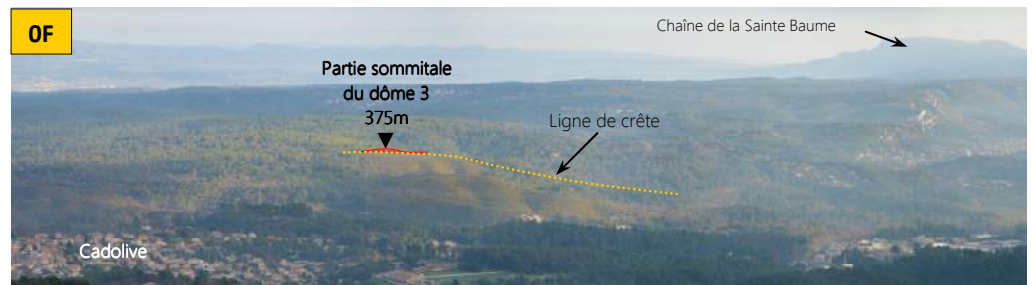 0F
Chaîne de la Sainte Baume
Partie sommitale
du dôme 3
375m
Ligne de crête
Cadolive